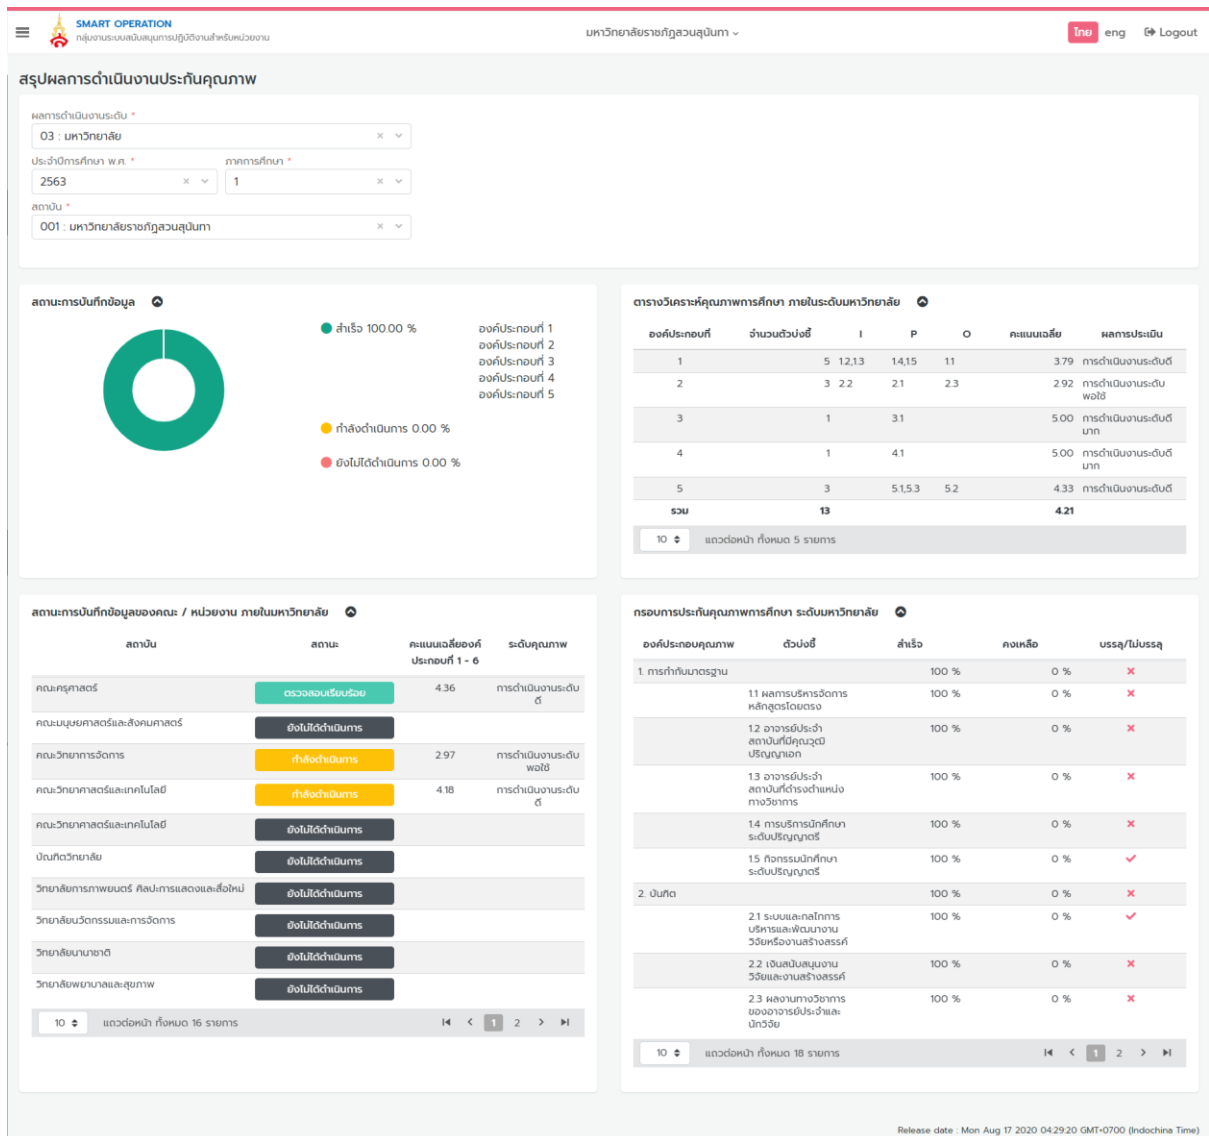 SMART OPERATION
กลุ่มงานระบบสนับสนุนการปฏิบัติงานสำหรับหน่วยงาน
มหาวิทยาลัยราชภัฏสวนสุนันทา
ไทย eng Logout
สรุปผลการดำเนินงานประกันคุณภาพ
ผลการดำเนินงานระดับ *
03 : มหาวิทยาลัย
ประจำปีการศึกษา พ.ศ. * ภาคการศึกษา *
2563 1
สถาบัน *
001 : มหาวิทยาลัยราชภัฏสวนสุนันทา
สถานะการบันทึกข้อมูล
สำเร็จ 100.00 % องค์ประกอบที่ 1
องค์ประกอบที่ 2
องค์ประกอบที่ 3
องค์ประกอบที่ 4
องค์ประกอบที่ 5
กำลังดำเนินการ 0.00 %
ยังไม่ได้ดำเนินการ 0.00 %
ตารางวิเคราะห์คุณภาพการศึกษา ภายในระดับมหาวิทยาลัย
องค์ประกอบที่ จำนวนตัวบ่งชี้ I P O คะแนนเฉลี่ย ผลการประเมิน
1 5 1.2,1.3 1.4,1.5 1.1 3.79 การดำเนินงานระดับดี
2 3 2.2 2.1 2.3 2.92 การดำเนินงานระดับ
พอใช้
3 1 3.1 5.00 การดำเนินงานระดับดี
มาก
4 1 4.1 5.00 การดำเนินงานระดับดี
มาก
5 3 5.1,5.3 5.2 4.33 การดำเนินงานระดับดี
รวม 13 4.21
10 แถวต่อหน้า ทั้งหมด 5 รายการ
สถานะการบันทึกข้อมูลของคณะ / หน่วยงาน ภายในมหาวิทยาลัย
สถาบัน สถานะ คะแนนเฉลี่ยองค์ ระดับคุณภาพ
ประกอบที่ 1 - 6
คณะครุศาสตร์ ตรวจสอบเรียบร้อย 4.36 การดำเนินงานระดับ
ดี
คณะมนุษยศาสตร์และสังคมศาสตร์ ยังไม่ได้ดำเนินการ
คณะวิทยาการจัดการ กำลังดำเนินการ 2.97 การดำเนินงานระดับ
พอใช้
คณะวิทยาศาสตร์และเทคโนโลยี กำลังดำเนินการ 4.18 การดำเนินงานระดับ
ดี
คณะวิทยาศาสตร์และเทคโนโลยี ยังไม่ได้ดำเนินการ
บัณฑิตวิทยาลัย ยังไม่ได้ดำเนินการ
วิทยาลัยการภาพยนตร์ ศิลปะการแสดงและสื่อใหม่ ยังไม่ได้ดำเนินการ
วิทยาลัยนวัตกรรมและการจัดการ ยังไม่ได้ดำเนินการ
วิทยาลัยนานาชาติ ยังไม่ได้ดำเนินการ
วิทยาลัยพยาบาลและสุขภาพ ยังไม่ได้ดำเนินการ
10 แถวต่อหน้า ทั้งหมด 16 รายการ 1 2
กรอบการประกันคุณภาพการศึกษา ระดับมหาวิทยาลัย
องค์ประกอบคุณภาพ ตัวบ่งชี้ สำเร็จ คงเหลือ บรรลุ/ไม่บรรลุ
1. การกำกับมาตรฐาน 100 % 0 %
1.1 ผลการบริหารจัดการ 100 % 0 %
หลักสูตรโดยตรง
1.2 อาจารย์ประจำ 100 % 0 %
สถาบันที่มีคุณวุฒิ
ปริญญาเอก
1.3 อาจารย์ประจำ 100 % 0 %
สถาบันที่ดำรงตำแหน่ง
ทางวิชาการ
1.4 การบริการนักศึกษา 100 % 0 %
ระดับปริญญาตรี
1.5 กิจกรรมนักศึกษา 100 % 0 %
ระดับปริญญาตรี
2. บัณฑิต 100 % 0 %
2.1 ระบบและกลไกการ 100 % 0 %
บริหารและพัฒนางาน
วิจัยหรืองานสร้างสรรค์
2.2 เงินสนับสนุนงาน 100 % 0 %
วิจัยและงานสร้างสรรค์
2.3 ผลงานทางวิชาการ 100 % 0 %
ของอาจารย์ประจำและ
นักวิจัย
10 แถวต่อหน้า ทั้งหมด 18 รายการ 1 2
Release date : Mon Aug 17 2020 04:29:20 GMT+0700 (Indochina Time)